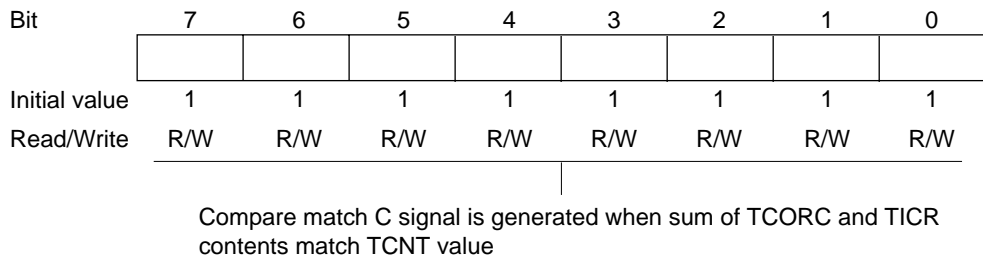 Bit 7 6 5 4 3 2 1 0
Initial value 1 1 1 1 1 1 1 1
Read/Write R/W R/W R/W R/W R/W R/W R/W R/W
Compare match C signal is generated when sum of TCORC and TICR
contents match TCNT value